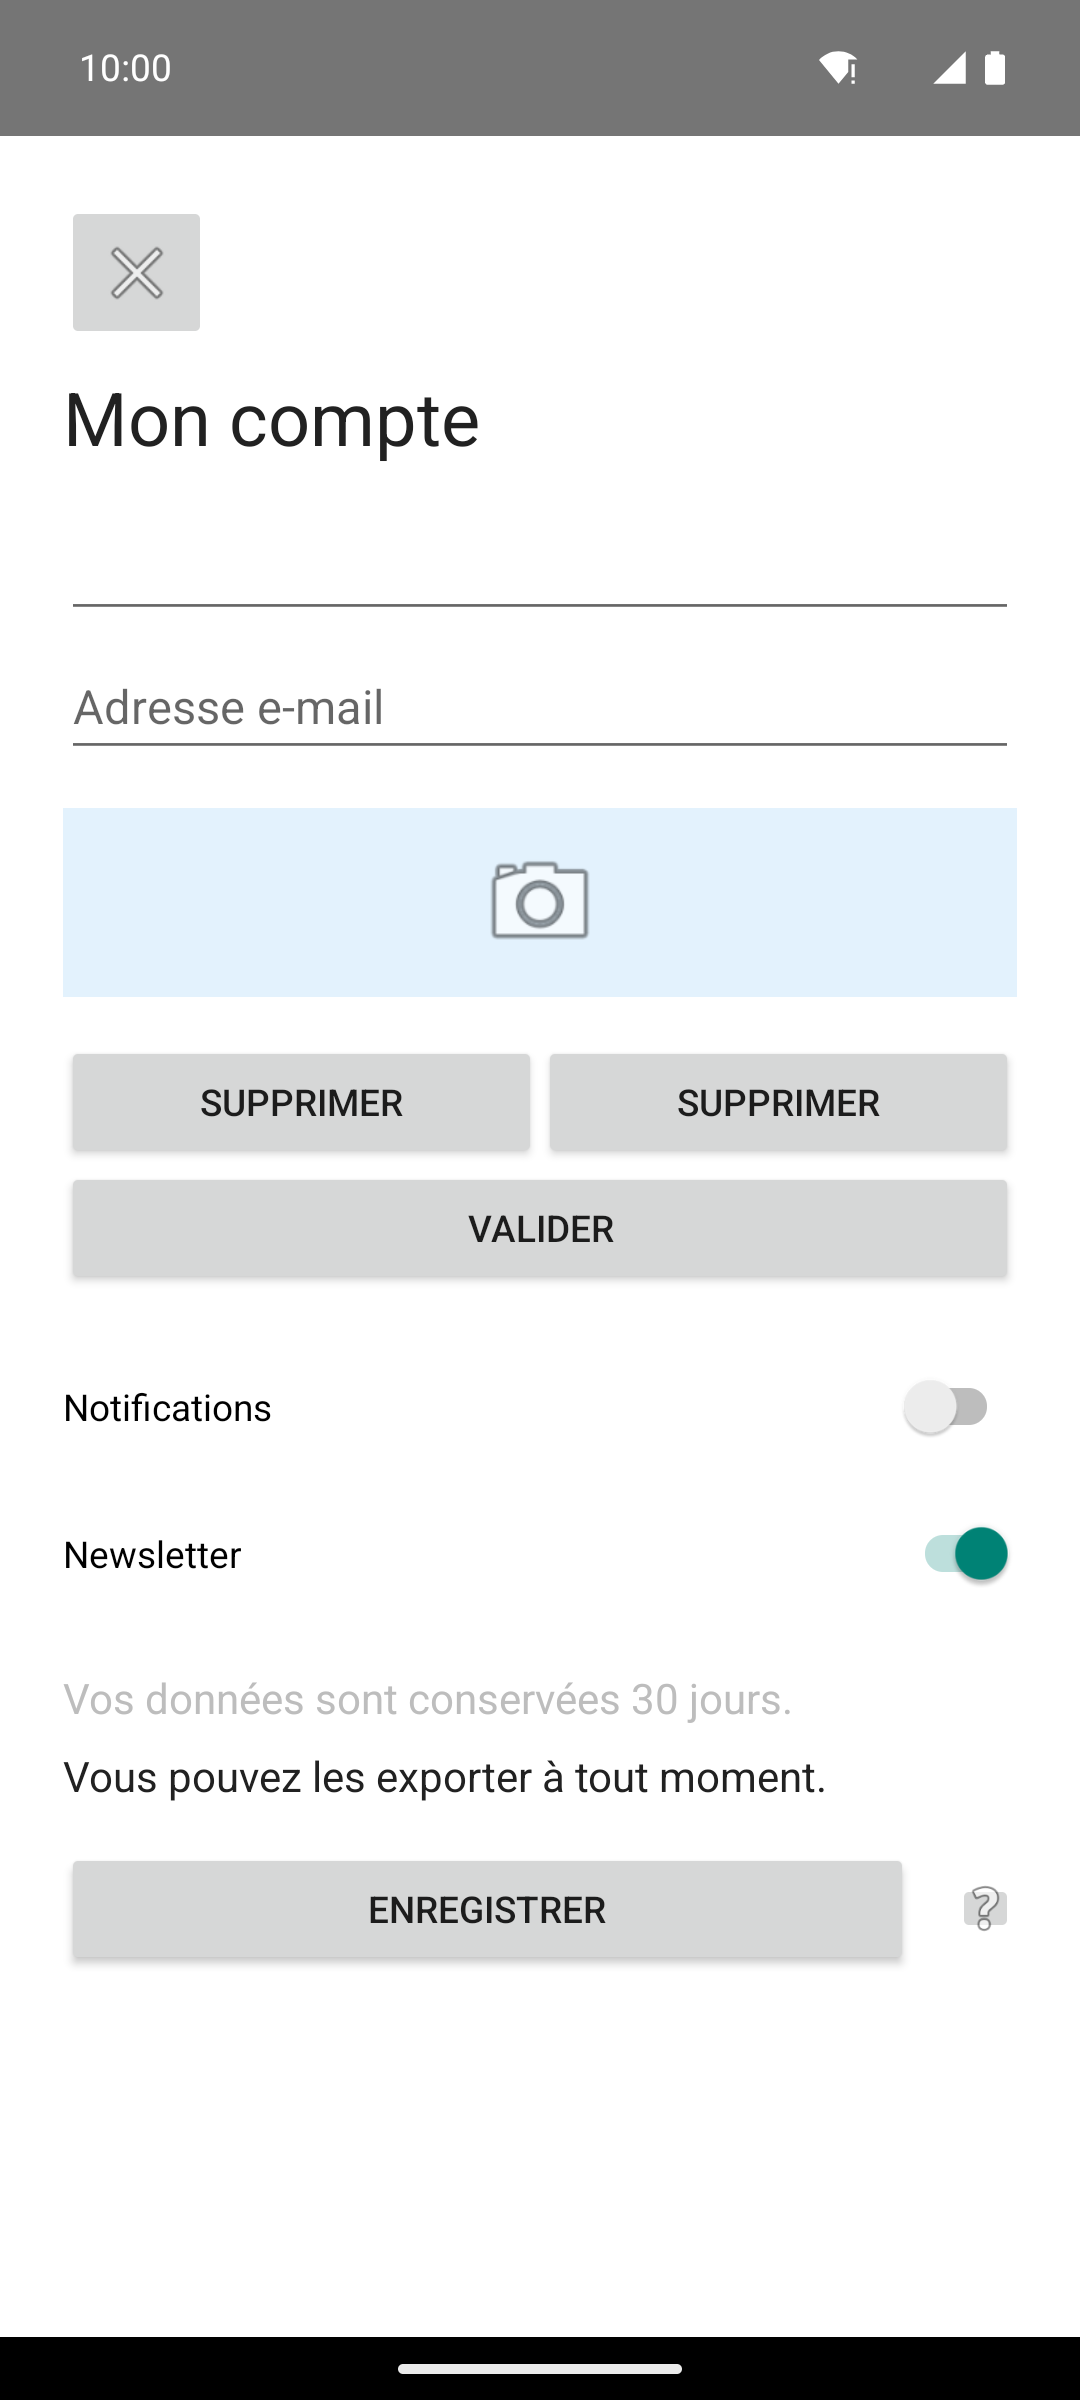 10:00
Mon compte
Adresse e-mail
SUPPRIMER SUPPRIMER
VALIDER
Notifications
Newsletter
Vos données sont conservées 30 jours.
Vous pouvez les exporter à tout moment.
ENREGISTRER ?